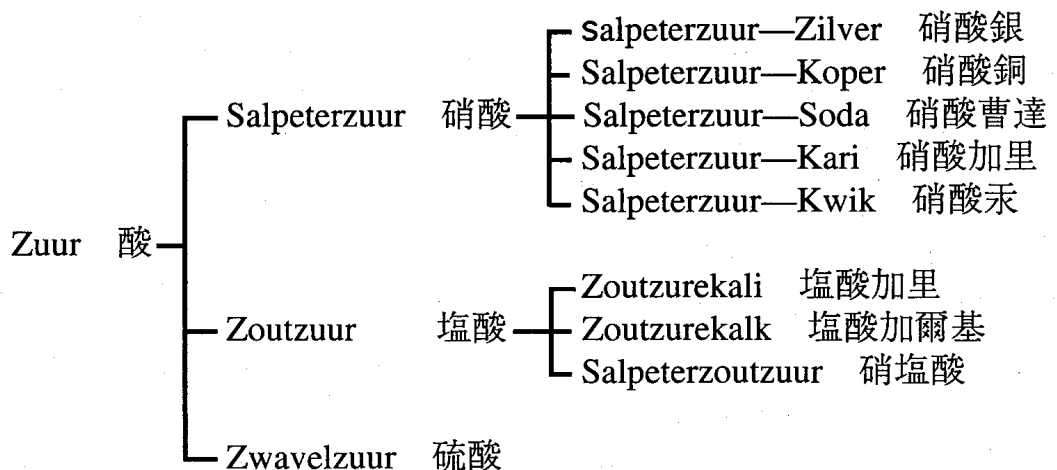 Salpeterzuur—Zilver 硝酸銀
Salpeterzuur—Koper 硝酸銅
Salpeterzuur 硝酸 Salpeterzuur—Soda 硝酸曹達
Salpeterzuur—Kari 硝酸加里
Salpeterzuur—Kwik 硝酸汞
Zuur 酸
Zoutzurekali 塩酸加里
Zoutzuur 塩酸 Zoutzurekalk 塩酸加爾基
Salpeterzoutzuur 硝塩酸
Zwavelzuur 硫酸